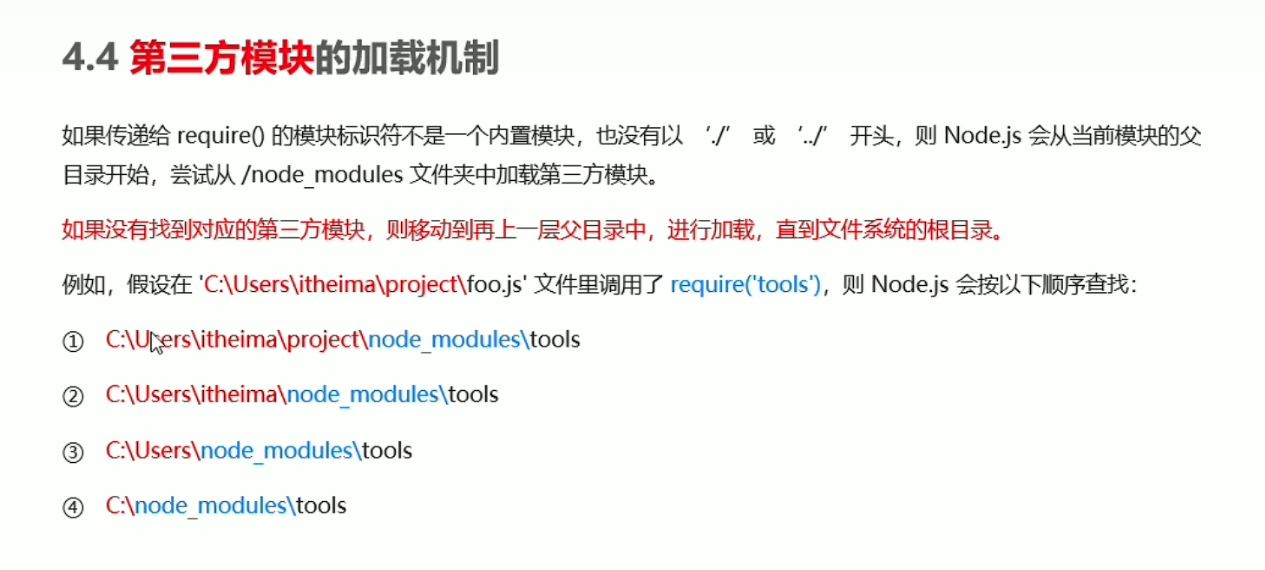 4.4 第三方模块的加载机制
如果传递给 require() 的模块标识符不是一个内置模块，也没有以 ‘./’ 或 ‘../’ 开头，则 Node.js 会从当前模块的父
目录开始，尝试从 /node_modules 文件夹中加载第三方模块。
如果没有找到对应的第三方模块，则移动到再上一层父目录中，进行加载，直到文件系统的根目录。
例如，假设在 'C:\Users\itheima\project\foo.js' 文件里调用了 require('tools')，则 Node.js 会按以下顺序查找：
① C:\Users\itheima\project\node_modules\tools
② C:\Users\itheima\node_modules\tools
③ C:\Users\node_modules\tools
④ C:\node_modules\tools